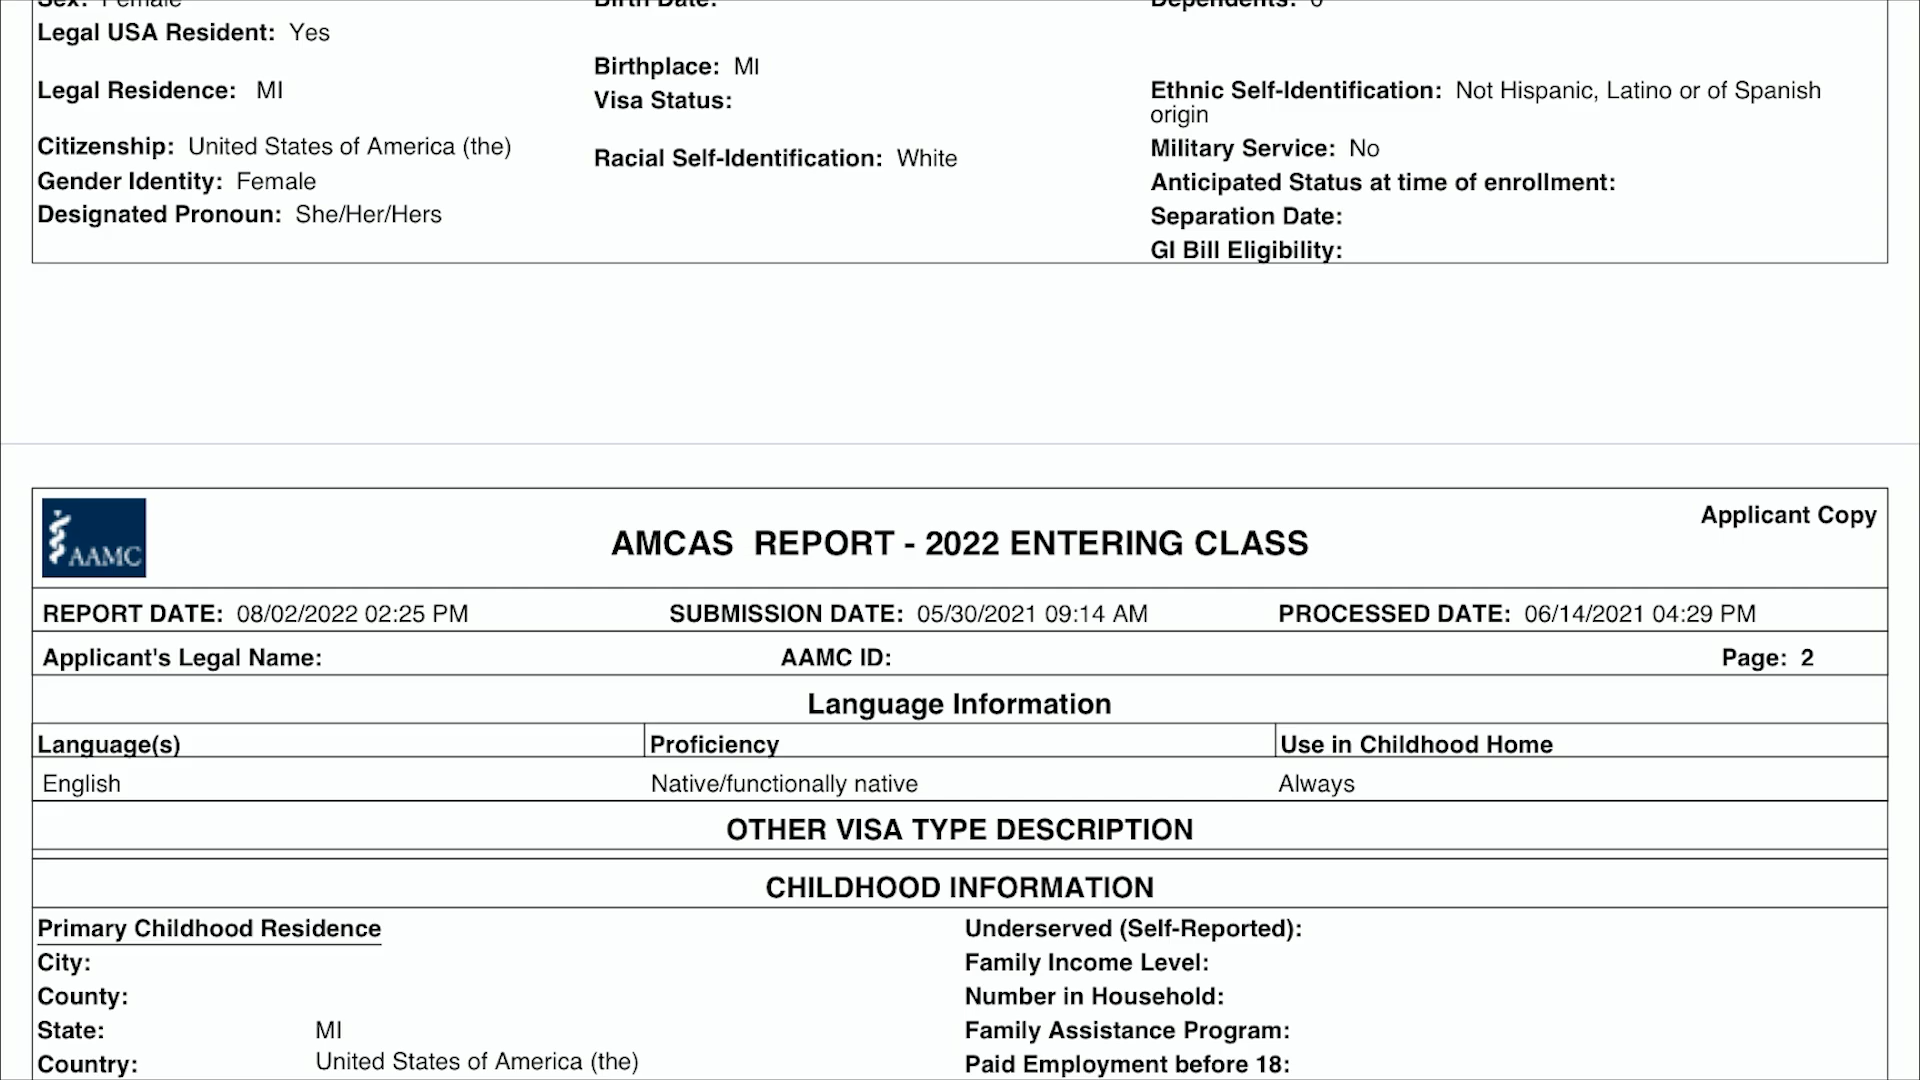 Sex: Female Birth Date: Dependents: 0
Legal USA Resident: Yes
Birthplace: MI
Legal Residence: MI
Visa Status:
Ethnic Self-Identification: Not Hispanic, Latino or of Spanish
origin
Citizenship: United States of America (the)
Racial Self-Identification: White
Military Service: No
Gender Identity: Female
Anticipated Status at time of enrollment:
Designated Pronoun: She/Her/Hers
Separation Date:
GI Bill Eligibility:
AAMC
Applicant Copy
AMCAS REPORT - 2022 ENTERING CLASS
REPORT DATE: 08/02/2022 02:25 PM SUBMISSION DATE: 05/30/2021 09:14 AM PROCESSED DATE: 06/14/2021 04:29 PM
Applicant's Legal Name: AAMC ID: Page: 2
Language Information
Language(s) Proficiency Use in Childhood Home
English Native/functionally native Always
OTHER VISA TYPE DESCRIPTION
CHILDHOOD INFORMATION
Primary Childhood Residence Underserved (Self-Reported):
City: Family Income Level:
County: Number in Household:
State: MI Family Assistance Program:
Country: United States of America (the) Paid Employment before 18: